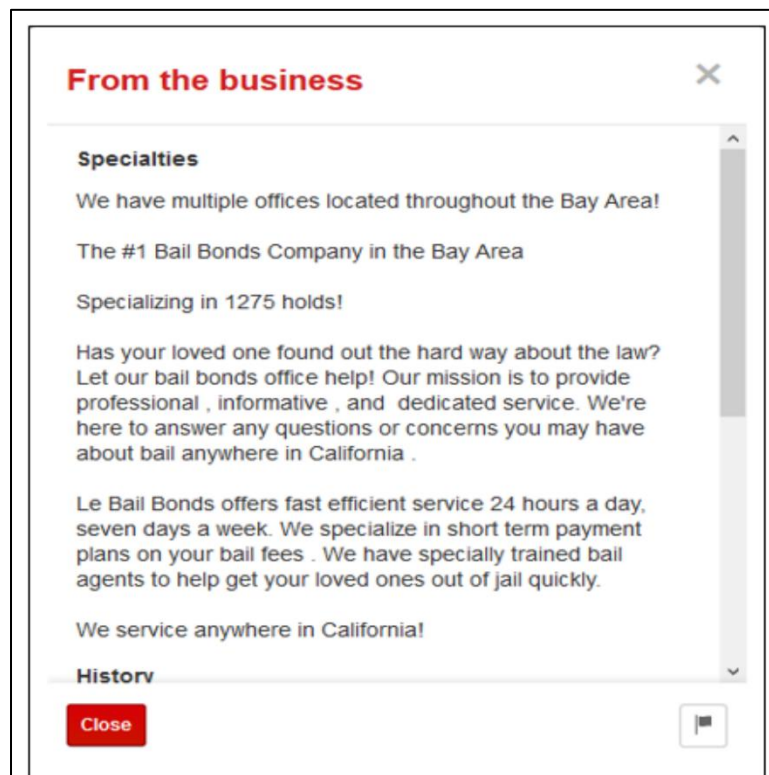 From the business
Specialties
We have multiple offices located throughout the Bay Area!
The #1 Bail Bonds Company in the Bay Area
Specializing in 1275 holds!
Has your loved one found out the hard way about the law?
Let our bail bonds office help! Our mission is to provide
professional , informative , and  dedicated service. We're
here to answer any questions or concerns you may have
about bail anywhere in California .
Le Bail Bonds offers fast efficient service 24 hours a day,
seven days a week. We specialize in short term payment
plans on your bail fees . We have specially trained bail
agents to help get your loved ones out of jail quickly.
We service anywhere in California!
History
Close